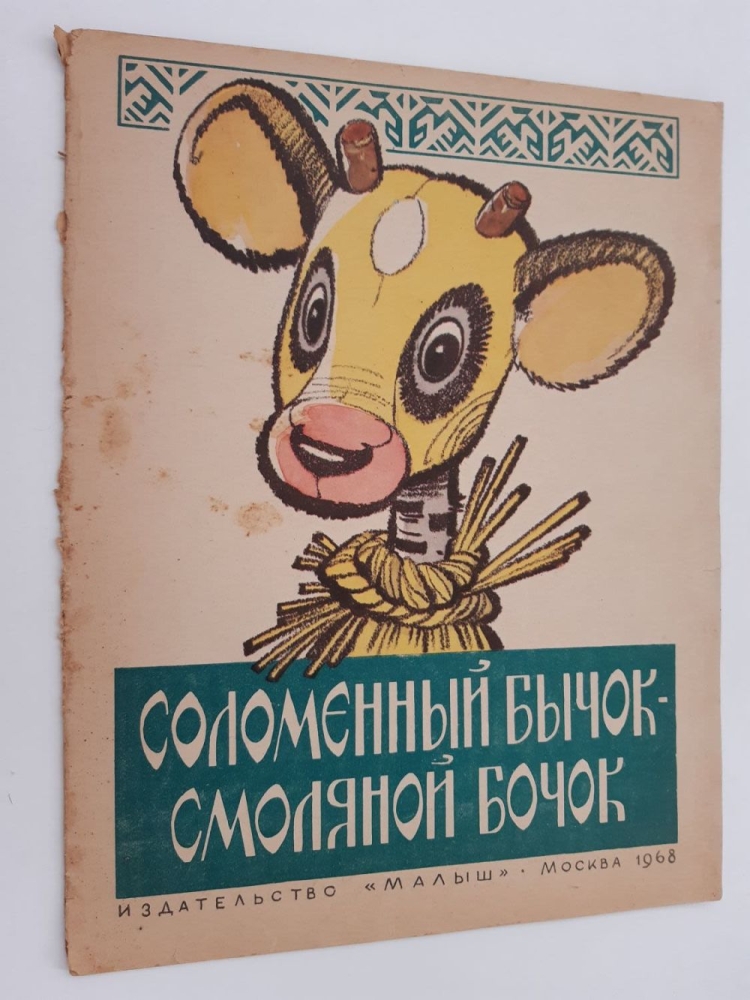 СОЛОМЕННЫЙ БЫЧОК-
СМОЛЯНОЙ БОЧОК
ИЗДАТЕЛЬСТВО «МАЛЫШ» · МОСКВА 1968